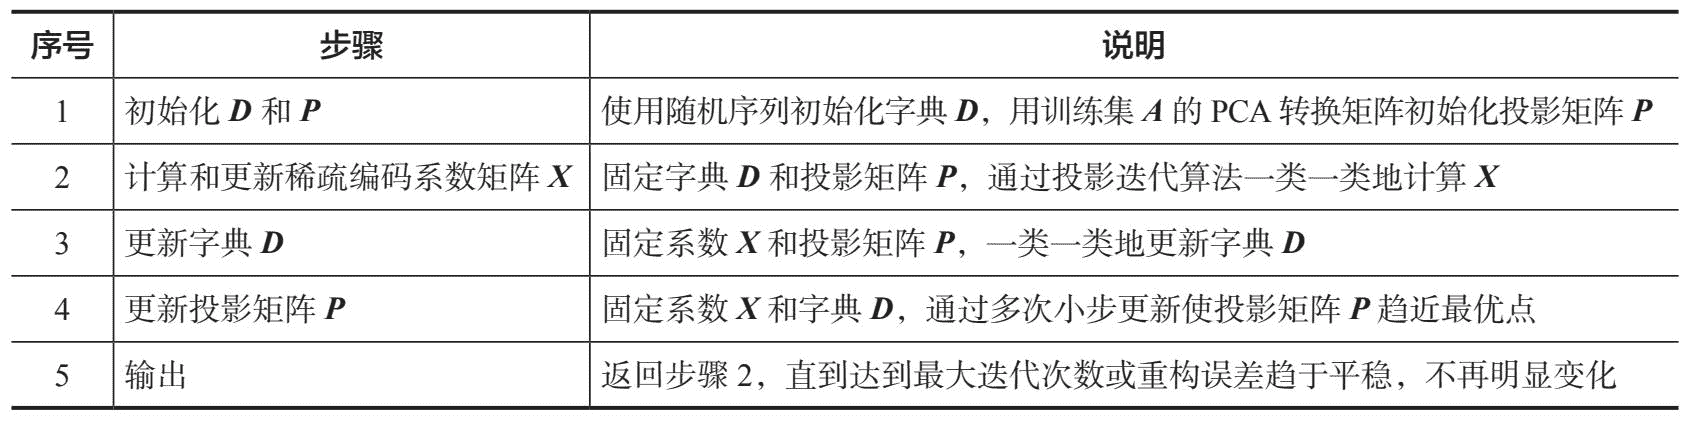 序号 步骤 说明
1 初始化 D 和 P 使用随机序列初始化字典 D，用训练集 A 的 PCA 转换矩阵初始化投影矩阵 P
2 计算和更新稀疏编码系数矩阵 X 固定字典 D 和投影矩阵 P，通过投影迭代算法一类一类地计算 X
3 更新字典 D 固定系数 X 和投影矩阵 P，一类一类地更新字典 D
4 更新投影矩阵 P 固定系数 X 和字典 D，通过多次小步更新使投影矩阵 P 趋近最优点
5 输出 返回步骤 2，直到达到最大迭代次数或重构误差趋于平稳，不再明显变化